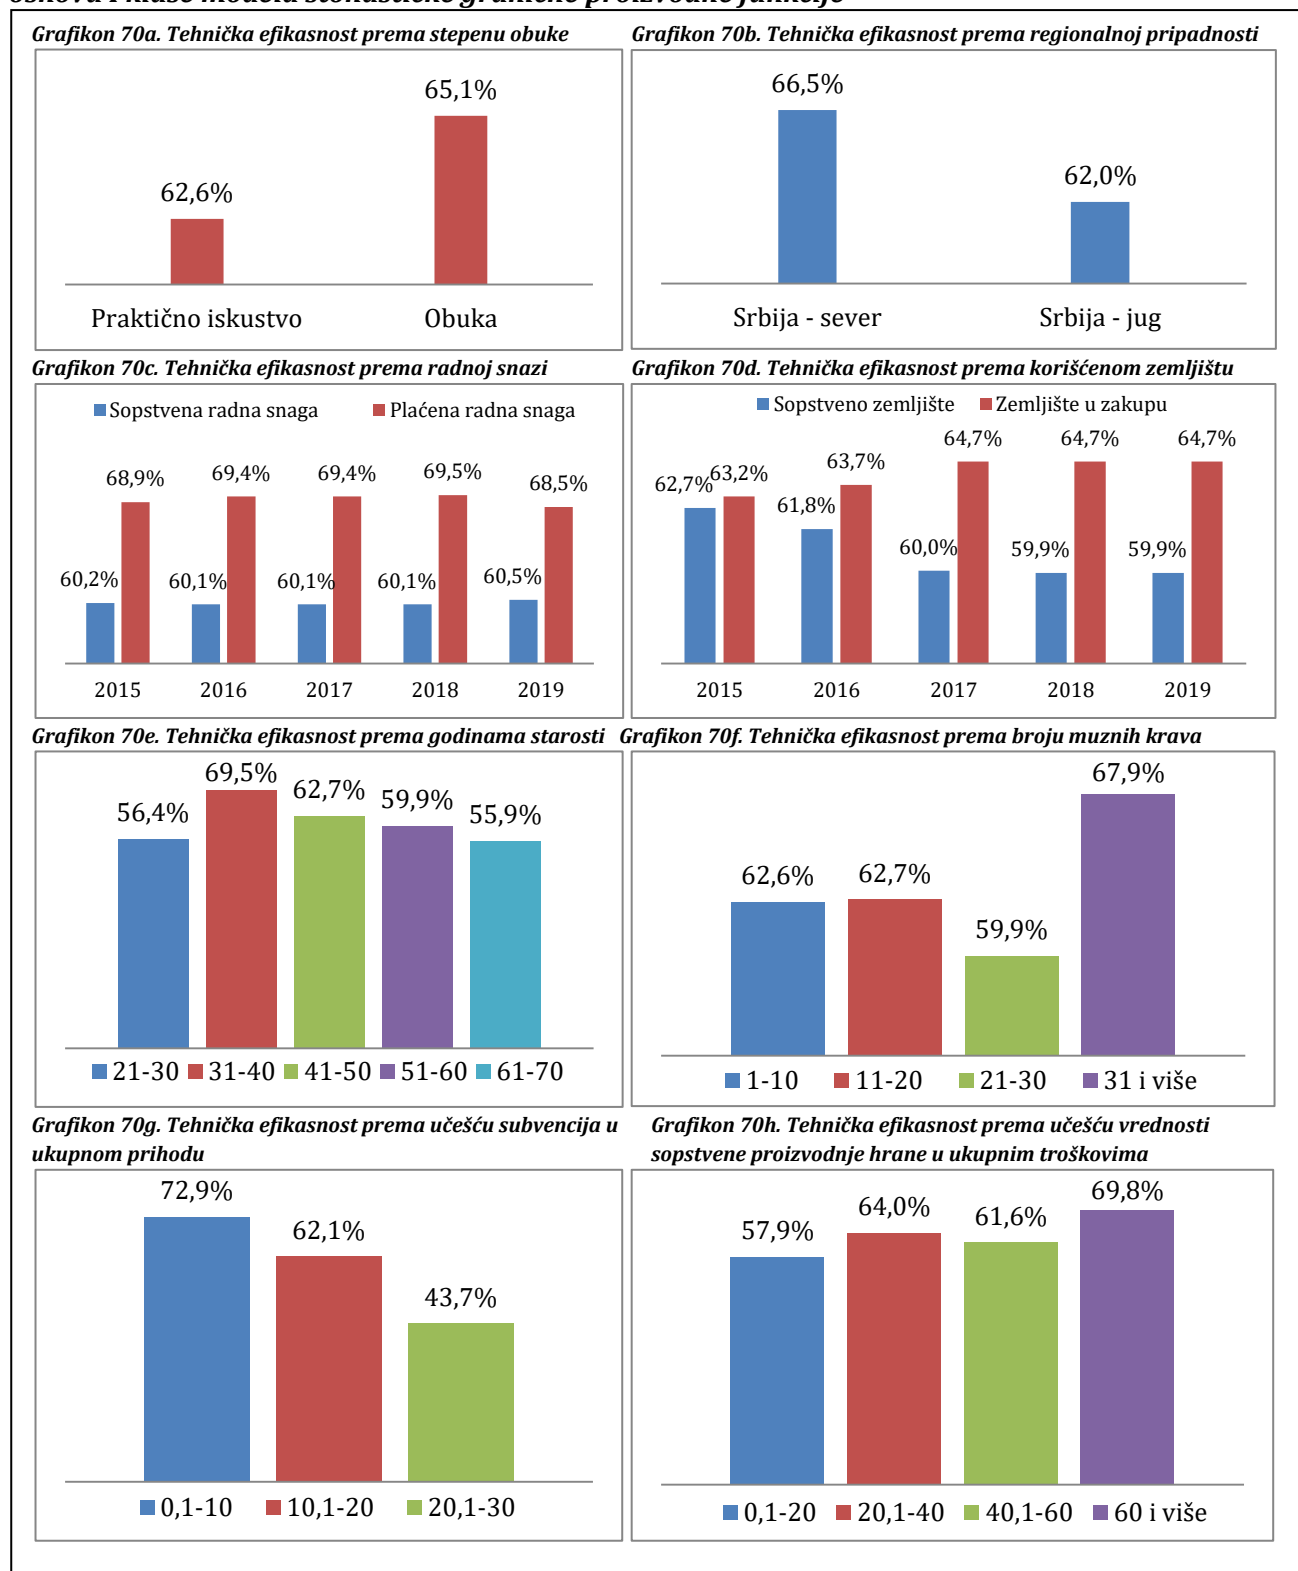 osnovu I klase modela stohastičke granične proizvodne funkcije
Grafikon 70a. Tehnička efikasnost prema stepenu obuke
65,1%
62,6%
Praktično iskustvo Obuka
Grafikon 70b. Tehnička efikasnost prema regionalnoj pripadnosti
66,5%
62,0%
Srbija - sever Srbija - jug
Grafikon 70c. Tehnička efikasnost prema radnoj snazi
Sopstvena radna snaga Plaćena radna snaga
68,9% 69,4% 69,4% 69,5% 68,5%
60,2% 60,1% 60,1% 60,1% 60,5%
2015 2016 2017 2018 2019
Grafikon 70d. Tehnička efikasnost prema korišćenom zemljištu
Sopstveno zemljište Zemljište u zakupu
62,7% 63,2% 63,7% 64,7% 64,7% 64,7%
61,8% 60,0% 59,9% 59,9%
2015 2016 2017 2018 2019
Grafikon 70e. Tehnička efikasnost prema godinama starosti
56,4% 69,5% 62,7% 59,9% 55,9%
21-30 31-40 41-50 51-60 61-70
Grafikon 70f. Tehnička efikasnost prema broju muznih krava
62,6% 62,7% 59,9% 67,9%
1-10 11-20 21-30 31 i više
Grafikon 70g. Tehnička efikasnost prema učešću subvencija u
ukupnom prihodu
72,9%
62,1%
43,7%
0,1-10 10,1-20 20,1-30
Grafikon 70h. Tehnička efikasnost prema učešću vrednosti
sopstvene proizvodnje hrane u ukupnim troškovima
57,9% 64,0% 61,6% 69,8%
0,1-20 20,1-40 40,1-60 60 i više